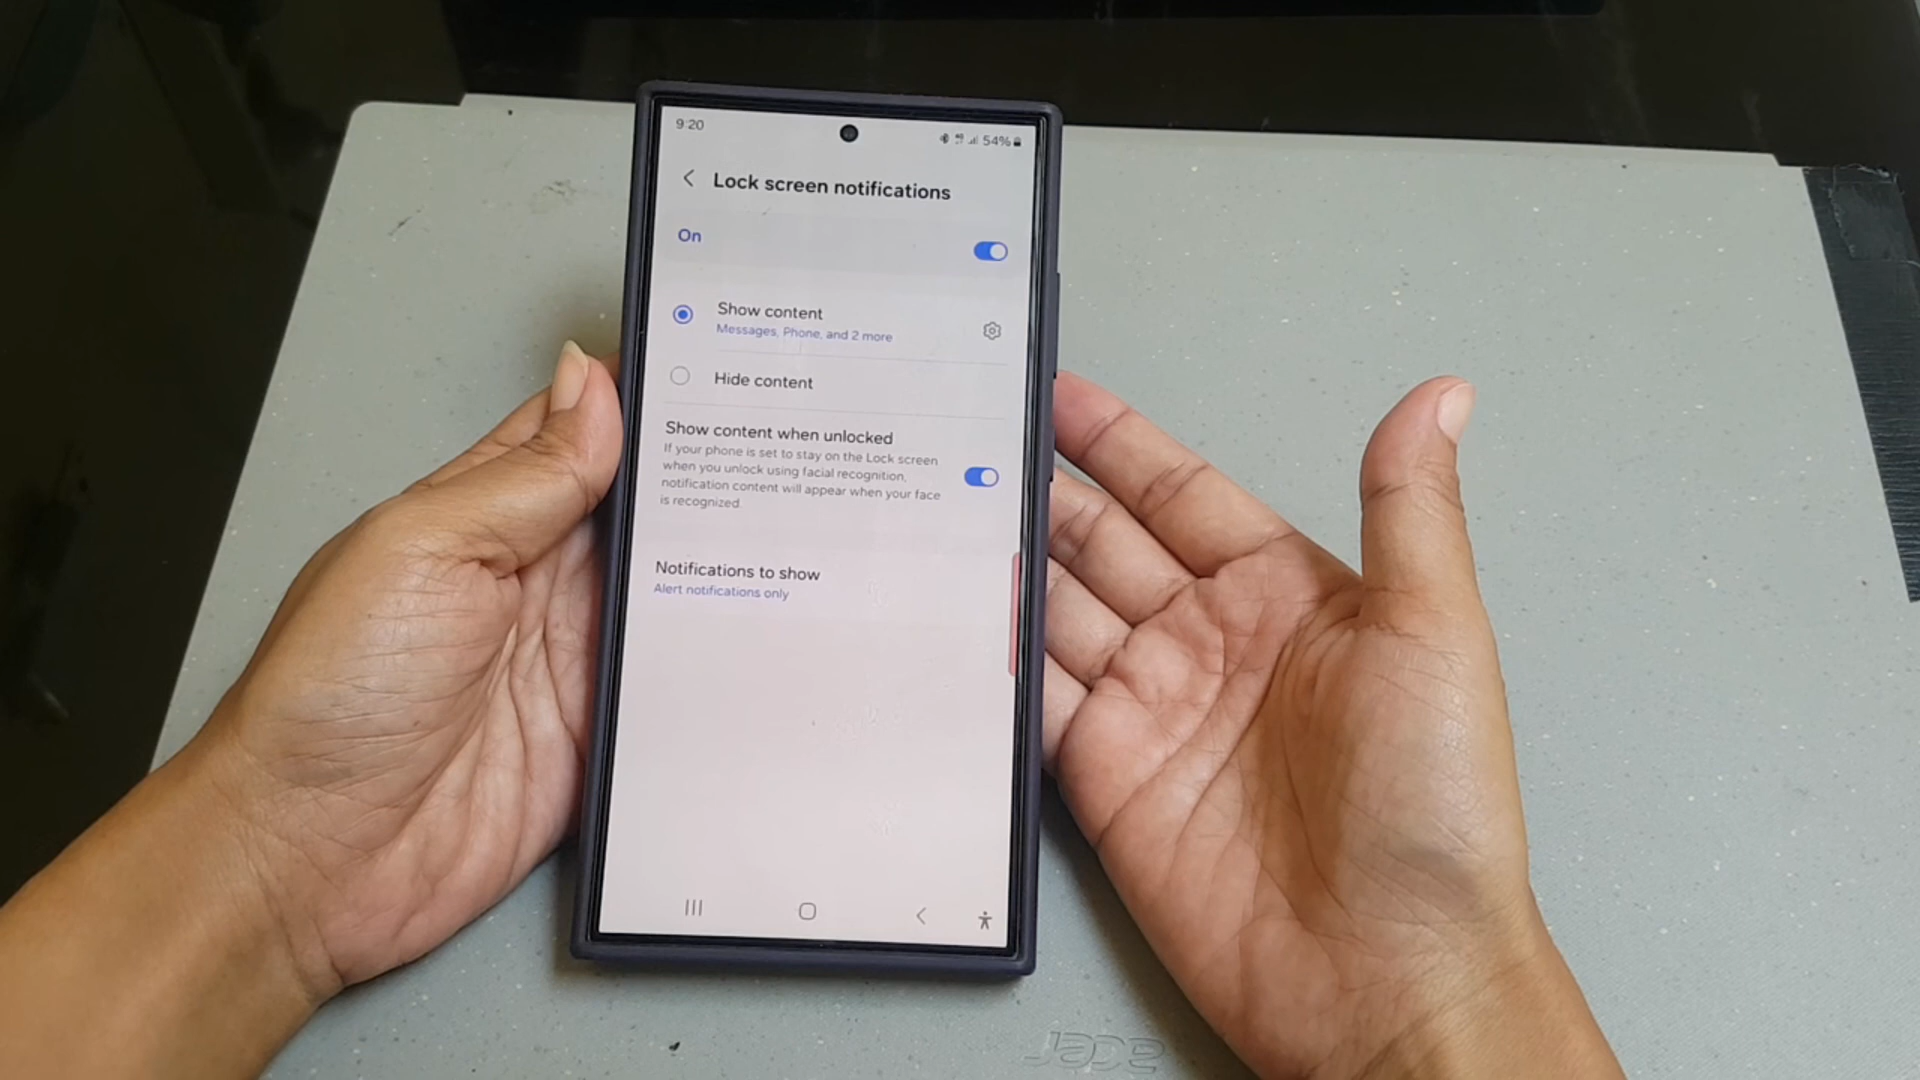 9:20
54%
Lock screen notifications
On
Show content
Messages, Phone, and 2 more
Hide content
Show content when unlocked
If your phone is set to stay on the Lock screen
when you unlock using facial recognition,
notification content will appear when your face
is recognized.
Notifications to show
Alert notifications only
acer